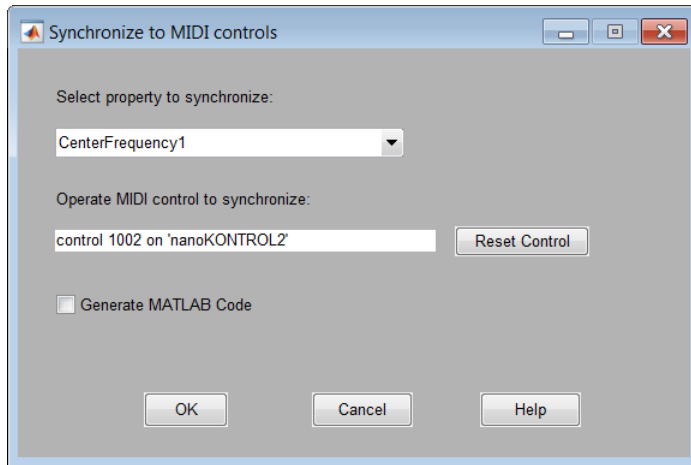 Synchronize to MIDI controls
Select property to synchronize:
CenterFrequency1
Operate MIDI control to synchronize:
control 1002 on 'nanoKONTROL2'
Reset Control
Generate MATLAB Code
OK
Cancel
Help